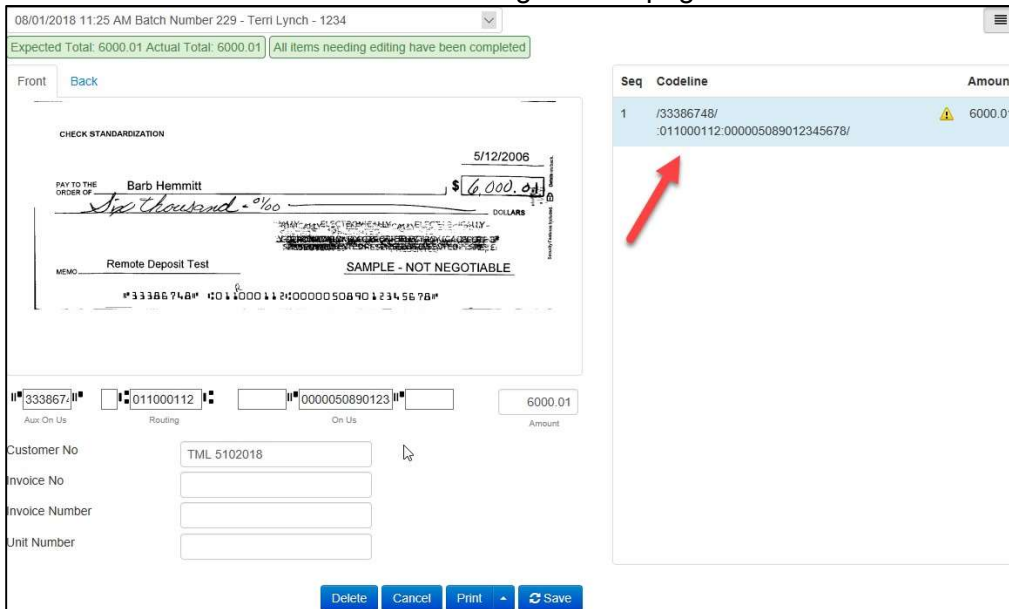 08/01/2018 11:25 AM Batch Number 229 - Terri Lynch - 1234
Expected Total: 6000.01 Actual Total: 6000.01 All items needing editing have been completed
Front Back
CHECK STANDARDIZATION
5/12/2006
PAY TO THE ORDER OF Barb Hemmitt $ 6,000.01
Six thousand - 01/00 DOLLARS
MEMO Remote Deposit Test SAMPLE - NOT NEGOTIABLE
⑈33386748⑈ ⑆011000112⑆000005089012345678⑈
⑈ 3338674 ⑈ ⑆ 011000112 ⑆ ⑈ 0000050890123 ⑈ 6000.01
Aux On Us Routing On Us Amount
Customer No TML 5102018
Invoice No
Invoice Number
Unit Number
Delete Cancel Print Save
Seq Codeline Amoun
1 /33386748/ 6000.01
:011000112:000005089012345678/